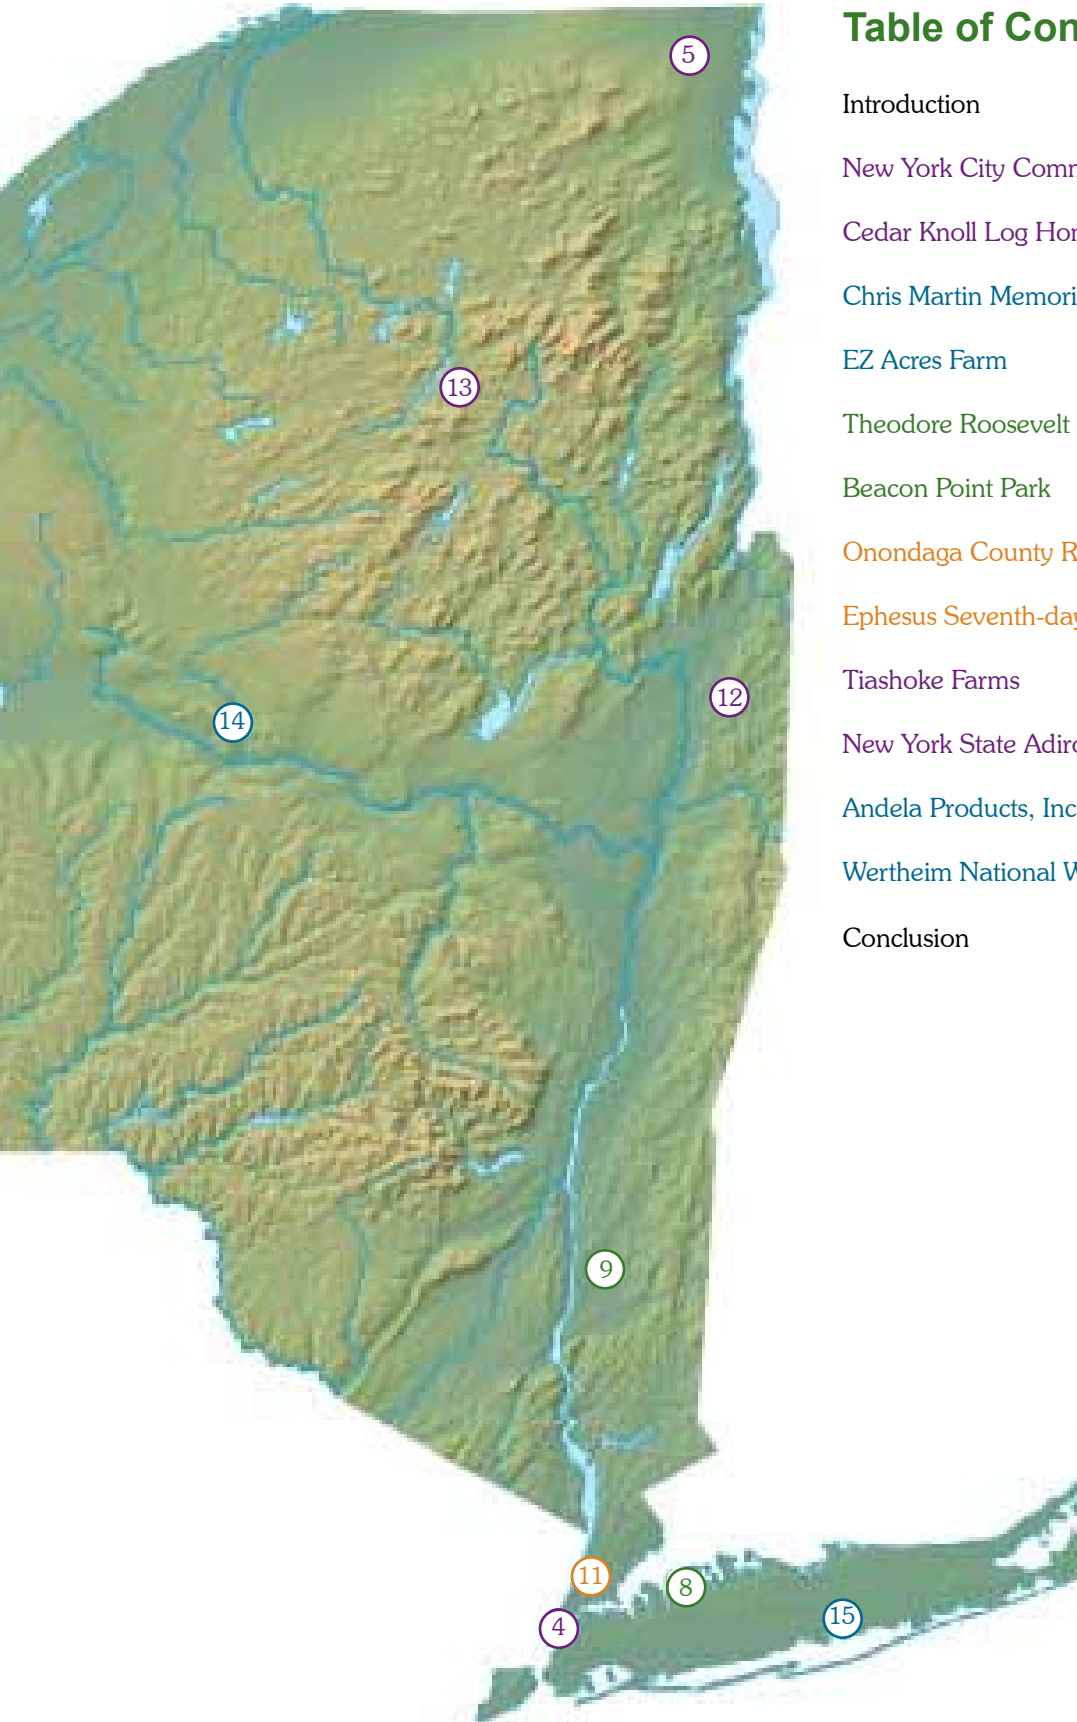 Table of Con
Introduction
New York City Comm
Cedar Knoll Log Hor
Chris Martin Memori
EZ Acres Farm
Theodore Roosevelt
Beacon Point Park
Onondaga County R
Ephesus Seventh-day
Tiashoke Farms
New York State Adiro
Andela Products, Inc
Wertheim National W
Conclusion
5
13
12
14
9
11
8
15
4